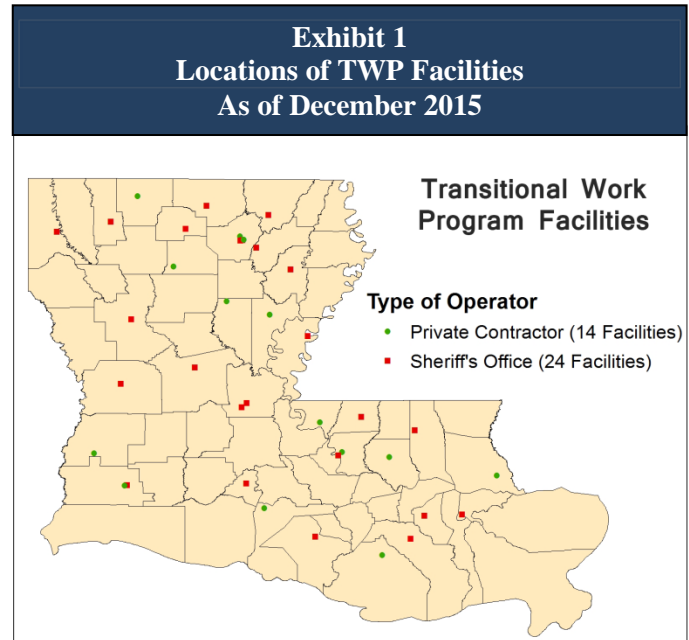 Exhibit 1
Locations of TWP Facilities
As of December 2015
Transitional Work
Program Facilities
Type of Operator
Private Contractor (14 Facilities)
Sheriff's Office (24 Facilities)